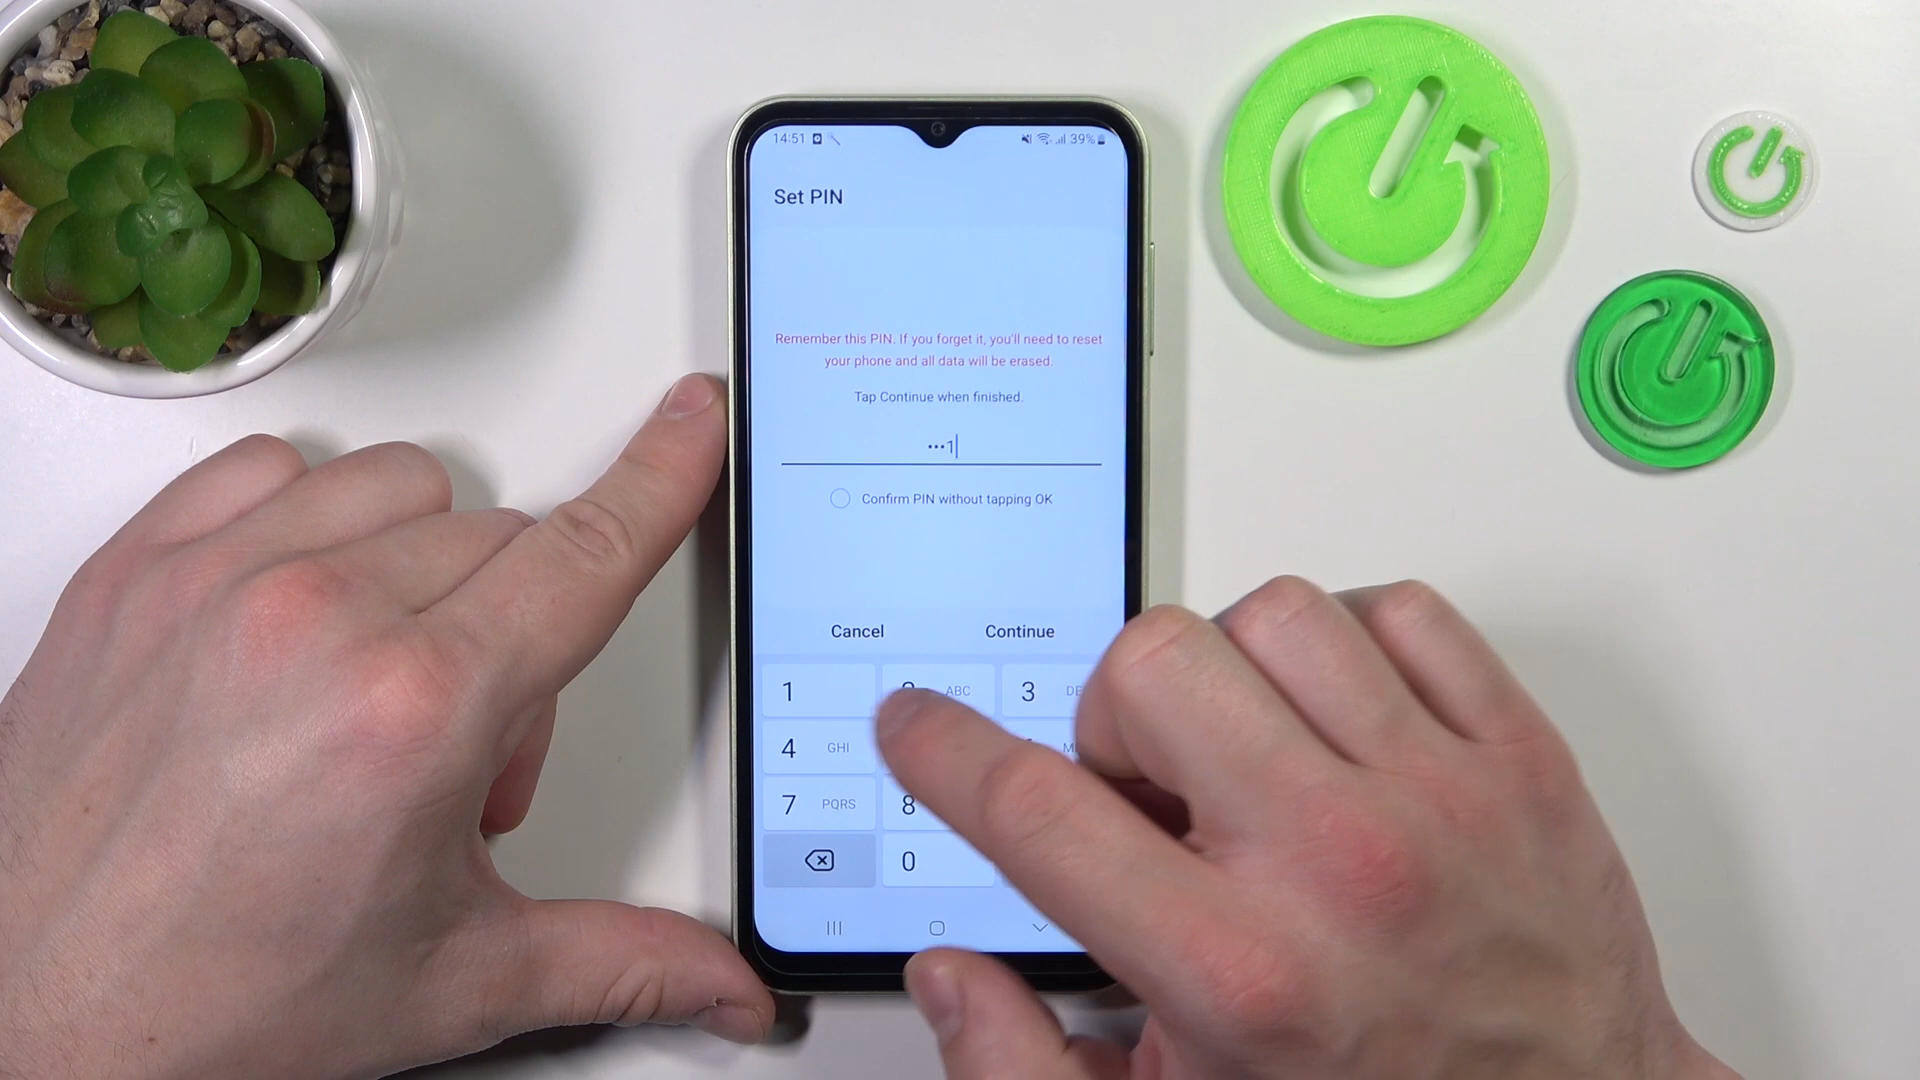 14:51 39%
Set PIN
Remember this PIN. If you forget it, you'll need to reset
your phone and all data will be erased.
Tap Continue when finished.
•••1
Confirm PIN without tapping OK
Cancel Continue
1 ABC 3
4 GHI
7 PQRS 8
0